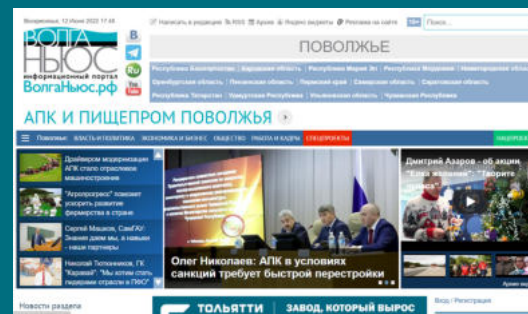 Воскресенье, 12 Июня 2022 17:48
Написать в редакцию RSS Архив Яндекс виджеты Реклама на сайте 18+ Поиск...
ВОЛГА
НЬЮС
информационный портал
ВолгаНьюс.рф
B
Ru
You
Tube
ПОВОЛЖЬЕ
Республика Башкортостан | Кировская область | Республика Марий Эл | Республика Мордовия | Нижегородская
Оренбургская область | Пензенская область | Пермский край | Самарская область | Саратовская область
Республика Татарстан | Удмуртская Республика | Ульяновская область | Чувашская Республика
АПК И ПИЩЕПРОМ ПОВОЛЖЬЯ
Поволжье: ВЛАСТЬ И ПОЛИТИКА ЭКОНОМИКА И БИЗНЕС ОБЩЕСТВО РАБОТА И КАДРЫ СПЕЦПРОЕКТЫ
Драйвером модернизации
АПК стало отраслевое
машиностроение
"Агропрогресс" поможет
ускорить развитие
фермерства в стране
Сергей Машков, СамГАУ:
Знания даем мы, а навыки
- наши партнеры
Николай Тютюнников, ГК
"Каравай": "Мы хотим стать
лидерами отрасли в ПФО"
Олег Николаев: АПК в условиях
санкций требует быстрой перестройки
Дмитрий Азаров - об акции
"Елка желаний": "Творите
чудеса"
Новости раздела
ТОЛЬЯТТИ
ЗАВОД, КОТОРЫЙ ВЫРОС
Вход / Регистрация